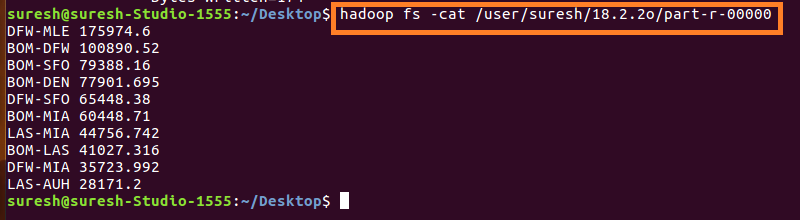 suresh@suresh-Studio-1555:~/Desktop$ hadoop fs -cat /user/suresh/18.2.2o/part-r-00000
DFW-MLE 175974.6
BOM-DFW 100890.52
BOM-SFO 79388.16
BOM-DEN 77901.695
DFW-SFO 65448.38
BOM-MIA 60448.71
LAS-MIA 44756.742
BOM-LAS 41027.316
DFW-MIA 35723.992
LAS-AUH 28171.2
suresh@suresh-Studio-1555:~/Desktop$